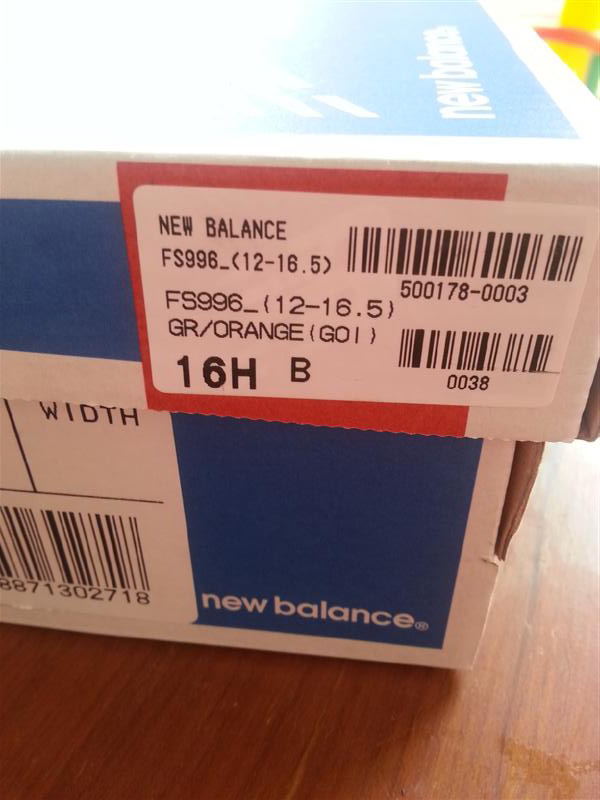 new balance
NEW BALANCE
FS996_(12-16.5)
500178-0003
FS996_(12-16.5)
GR/ORANGE(GOI)
16H B
0038
WIDTH
8871302718
new balance®